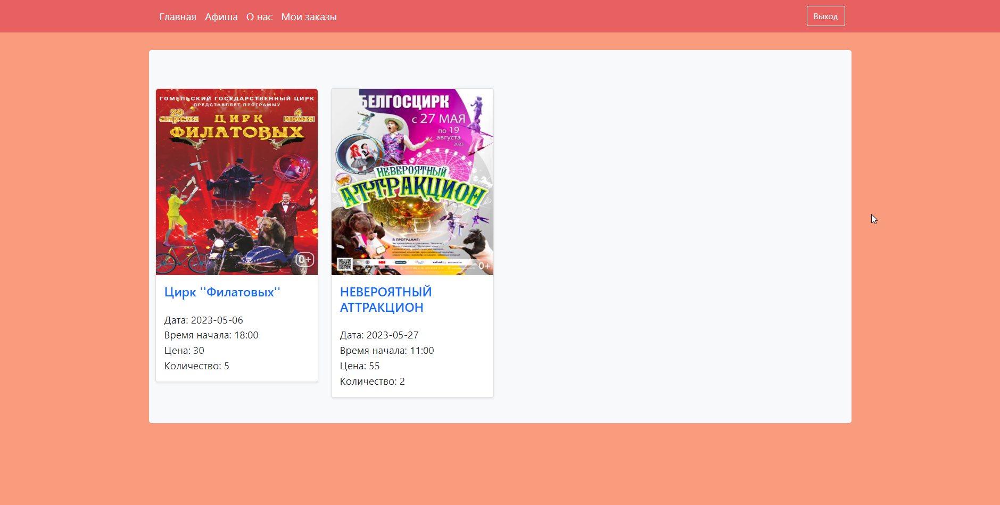 Главная Афиша О нас Мои заказы
Выход
ГОМЕЛЬСКИЙ ГОСУДАРСТВЕННЫЙ ЦИРК
ПРЕДСТАВЛЯЕТ ПРОГРАММУ
29 апреля
4 июня
ЦИРК
ФИЛАТОВЫХ
0+
Цирк ''Филатовых''
Дата: 2023-05-06
Время начала: 18:00
Цена: 30
Количество: 5
БЕЛГОСЦИРК
с 27 МАЯ
по 19
августа
2023
НЕВЕРОЯТНЫЙ
АТТРАКЦИОН
В ПРОГРАММЕ:
0+
НЕВЕРОЯТНЫЙ
АТТРАКЦИОН
Дата: 2023-05-27
Время начала: 11:00
Цена: 55
Количество: 2